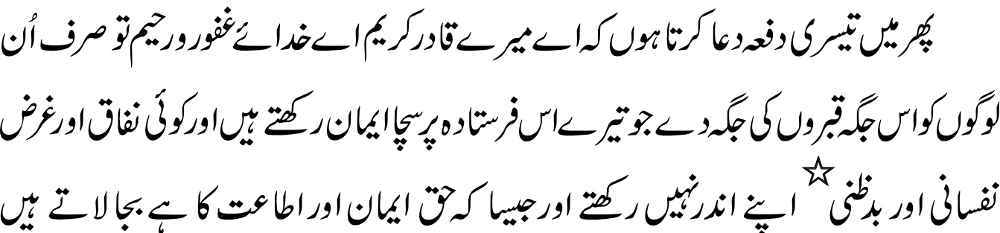 پھر میں تیسری دفعہ دعا کرتا ہوں کہ اے میرے قادر کریم اے خدائے غفور و رحیم تو صرف اُن
لوگوں کو اس جگہ قبروں کی جگہ دے جو تیرے اس فرستادہ پر سچا ایمان رکھتے ہیں اور کوئی نفاق اور غرض
نفسانی اور بدظنی☆ اپنے اندر نہیں رکھتے اور جیسا کہ حق ایمان اور اطاعت کا ہے بجا لاتے ہیں